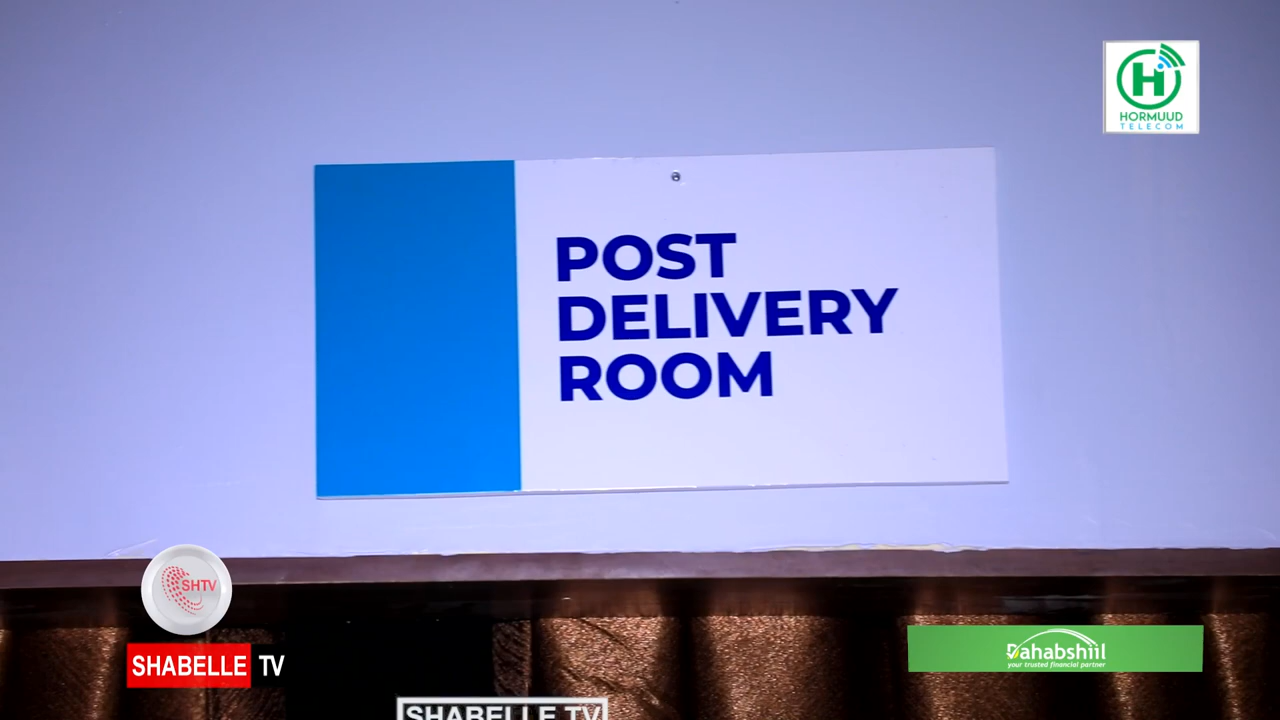 HORMUUD
TELECOM
POST
DELIVERY
ROOM
SHTV
SHABELLE TV
Dahabshiil
your trusted financial partner
SHABELLE TV